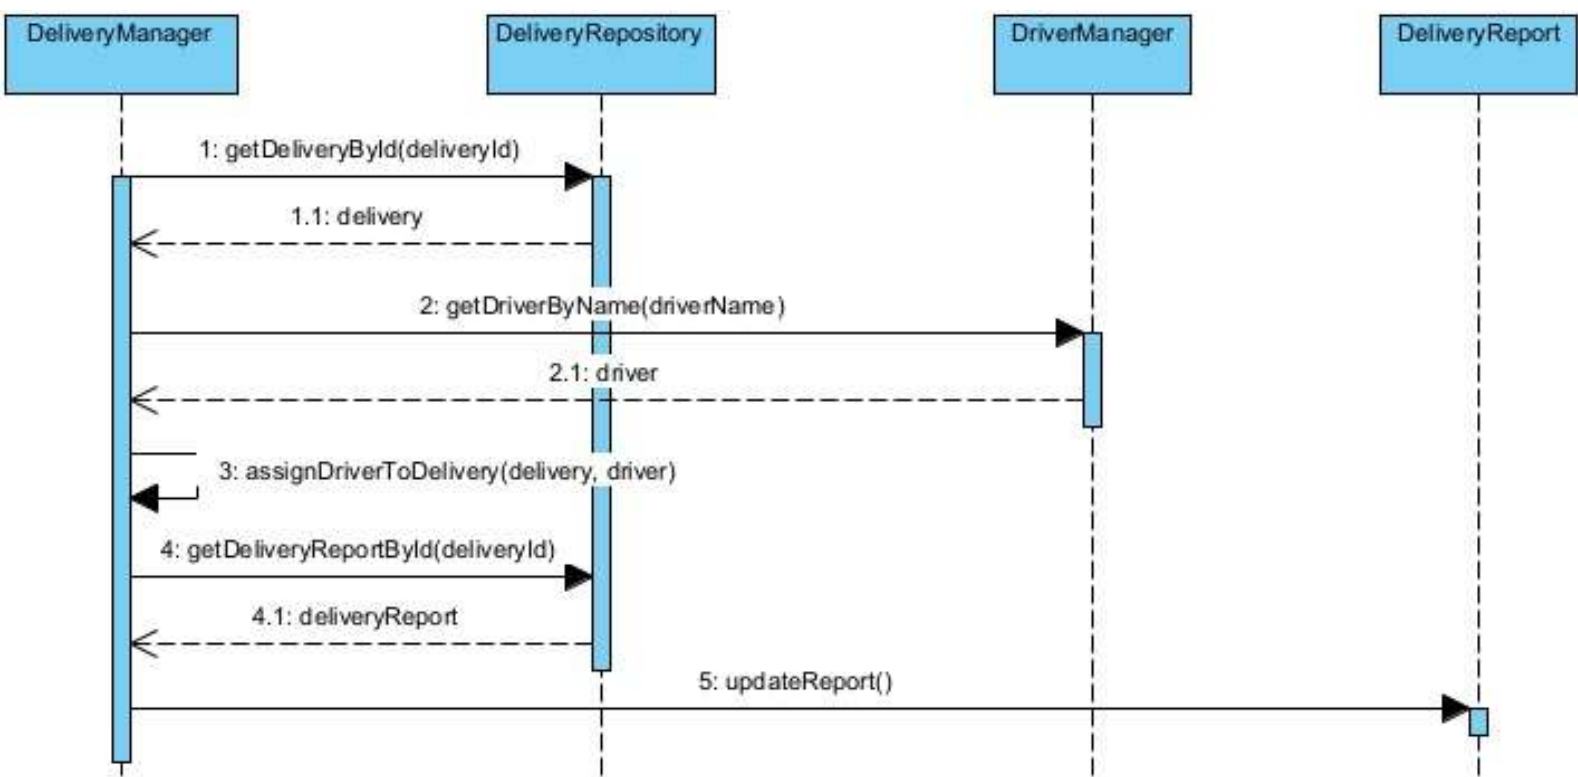 DeliveryManager
DeliveryRepository
DriverManager
DeliveryReport
1: getDeliveryById(deliveryId)
1.1: delivery
2: getDriverByName(driverName)
2.1: driver
3: assignDriverToDelivery(delivery, driver)
4: getDeliveryReportById(deliveryId)
4.1: deliveryReport
5: updateReport()